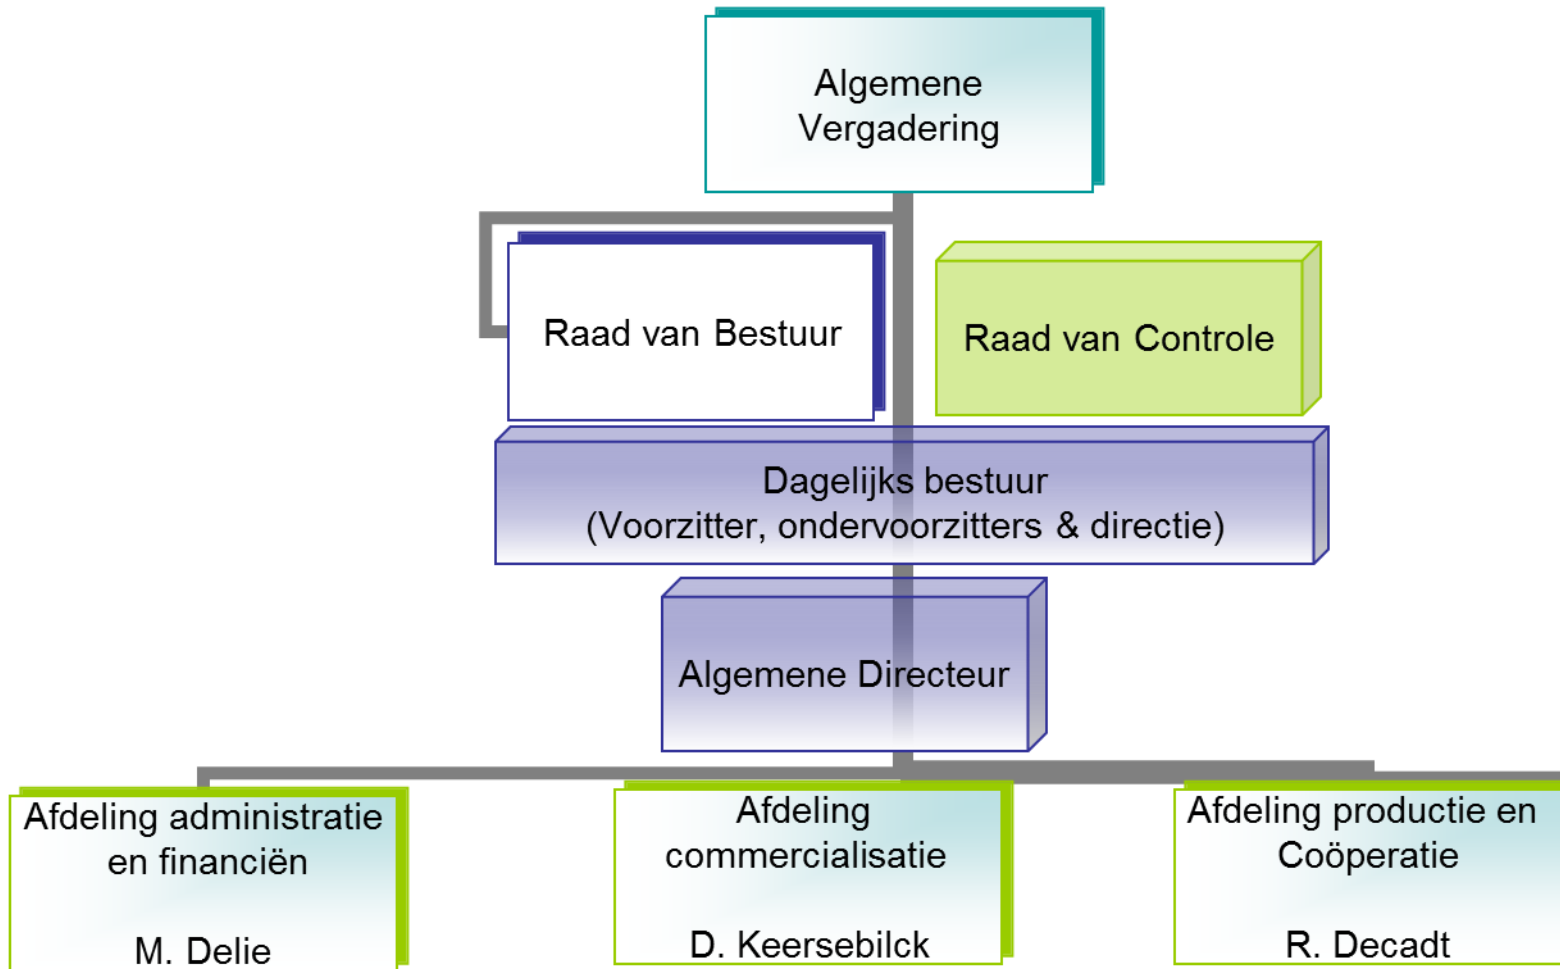 Algemene
Vergadering
Raad van Bestuur
Raad van Controle
Dagelijks bestuur
(Voorzitter, ondervoorzitters & directie)
Algemene Directeur
Afdeling administratie
en financiën
M. Delie
Afdeling
commercialisatie
D. Keersebilck
Afdeling productie en
Coöperatie
R. Decadt